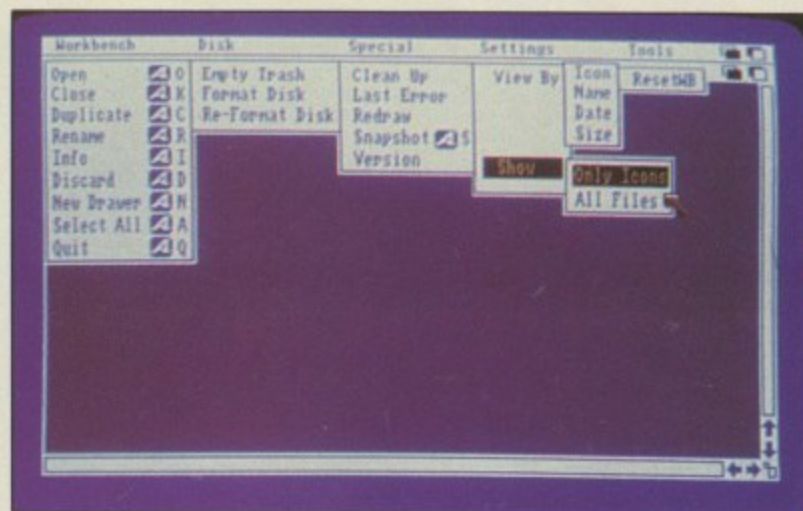 Workbench Disk Special Settings Tools
Open A O
Close A K
Duplicate A C
Rename A R
Info A I
Discard A D
New Drawer A N
Select All A A
Quit A Q
Empty Trash
Format Disk
Re-Format Disk
Clean Up
Last Error
Redraw
Snapshot A S
Version
View By
Show
Icon
Name
Date
Size
Only Icons
All Files
ResetWB